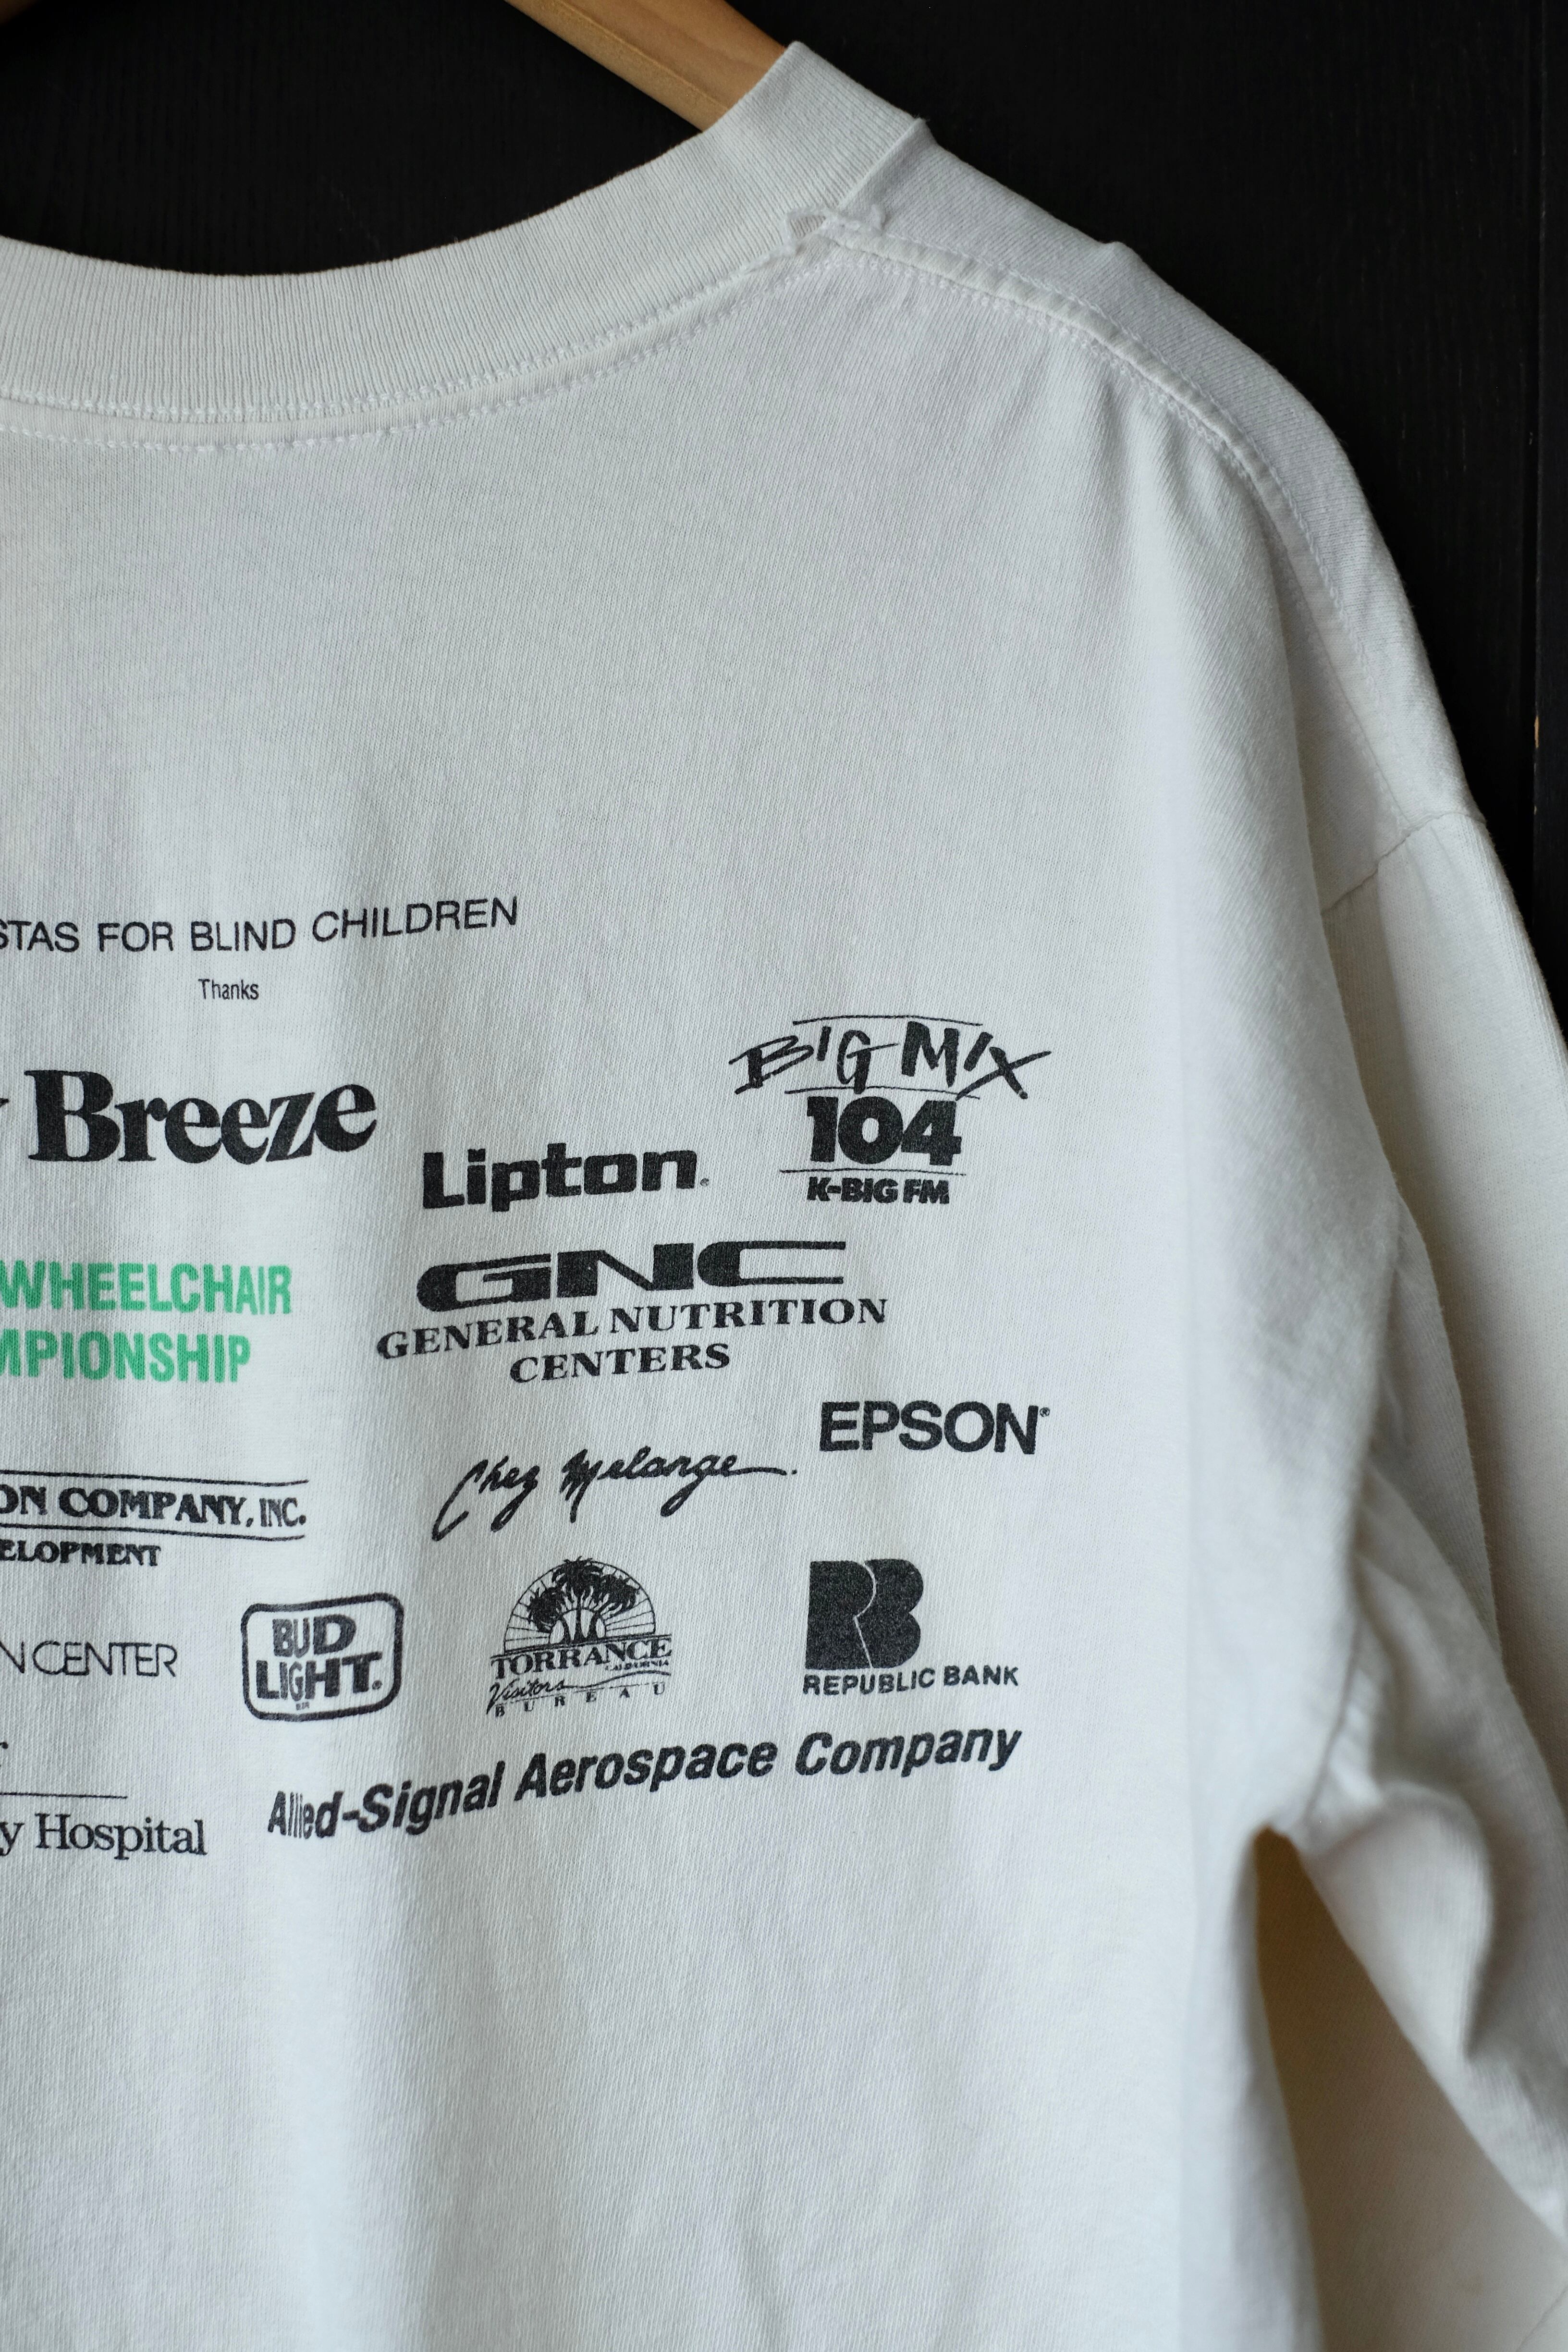 STAS FOR BLIND CHILDREN
Thanks
Breeze
Lipton.
BIG MIX
104
K-BIG FM
WHEELCHAIR
MPIONSHIP
GNC
GENERAL NUTRITION
CENTERS
EPSON®
Chez Melange.
ON COMPANY, INC.
ELOPMENT
N CENTER
BUD
LIGHT.
TORRANCE
CALIFORNIA
Visitors
BUREAU
RB
REPUBLIC BANK
Allied-Signal Aerospace Company
y Hospital